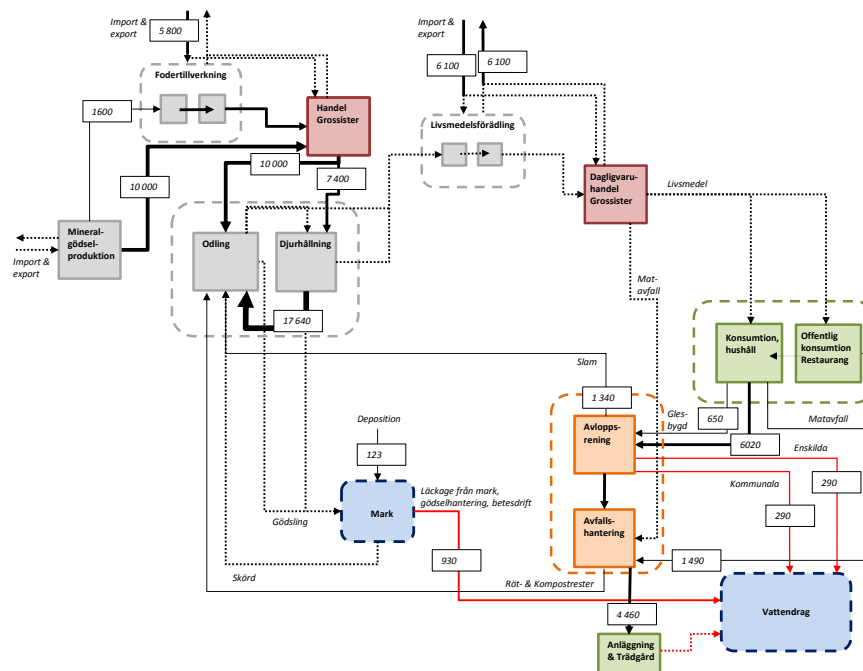 Import &
export
5 800
Import &
export
6 100
6 100
Fodertillverkning
1600
Handel
Grossister
Livsmedelsförädling
10 000
7 400
10 000
Dagligvaru-
handel
Grossister
Livsmedel
Mineral-
gödsel-
produktion
Import &
export
Odling
Djurhållning
17 640
Mat-
avfall
Konsumtion,
hushåll
Offentlig
konsumtion
Restaurang
Slam
1 340
Gles-
bygd
650
Matavfall
6020
Enskilda
Deposition
123
Avlopps-
rening
Kommunala
290
290
Läckage från mark,
gödselhantering, betesdrift
Mark
Gödsling
Avfalls-
hantering
930
1 490
Skörd
Röt- & Kompostrester
4 460
Vattendrag
Anläggning
& Trädgård